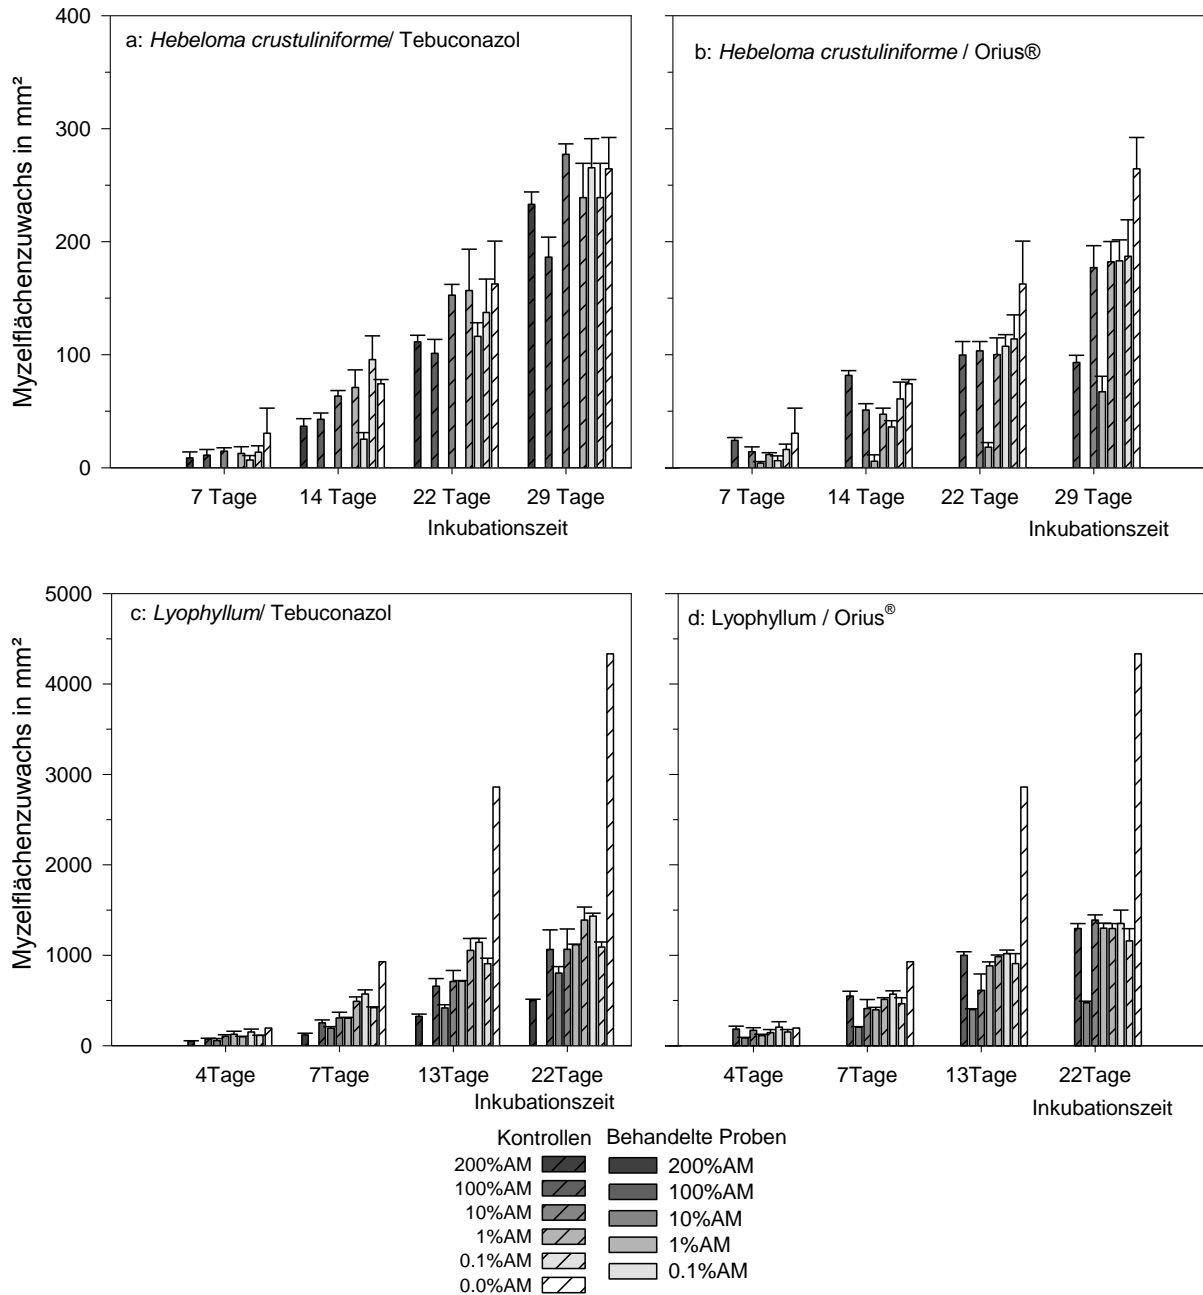 400
300
200
100
0
Myzelflächenzuwachs in mm²
a: Hebeloma crustuliniforme/ Tebuconazol
7 Tage 14 Tage 22 Tage 29 Tage
Inkubationszeit
b: Hebeloma crustuliniforme / Orius®
7 Tage 14 Tage 22 Tage 29 Tage
Inkubationszeit
5000
4000
3000
2000
1000
0
Myzelflächenzuwachs in mm²
c: Lyophyllum/ Tebuconazol
4Tage 7Tage 13Tage 22Tage
Inkubationszeit
d: Lyophyllum / Orius®
4Tage 7Tage 13Tage 22Tage
Inkubationszeit
Kontrollen Behandelte Proben
200%AM 200%AM
100%AM 100%AM
10%AM 10%AM
1%AM 1%AM
0.1%AM 0.1%AM
0.0%AM